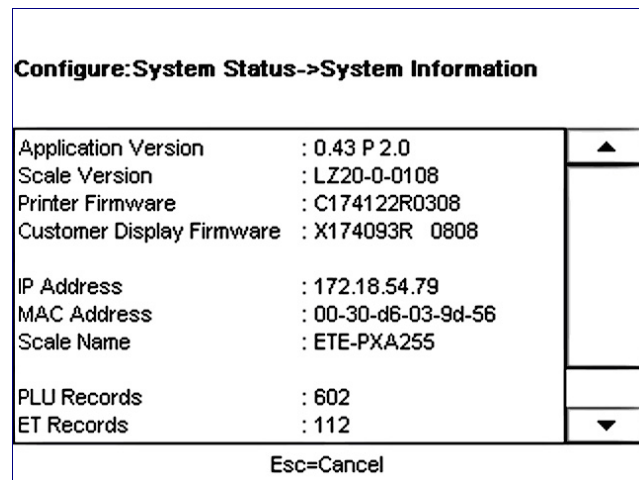 Configure:System Status->System Information
Application Version : 0.43 P 2.0
Scale Version : LZ20-0-0108
Printer Firmware : C174122R0308
Customer Display Firmware : X174093R 0808
IP Address : 172.18.54.79
MAC Address : 00-30-d6-03-9d-56
Scale Name : ETE-PXA255
PLU Records : 602
ET Records : 112
Esc=Cancel